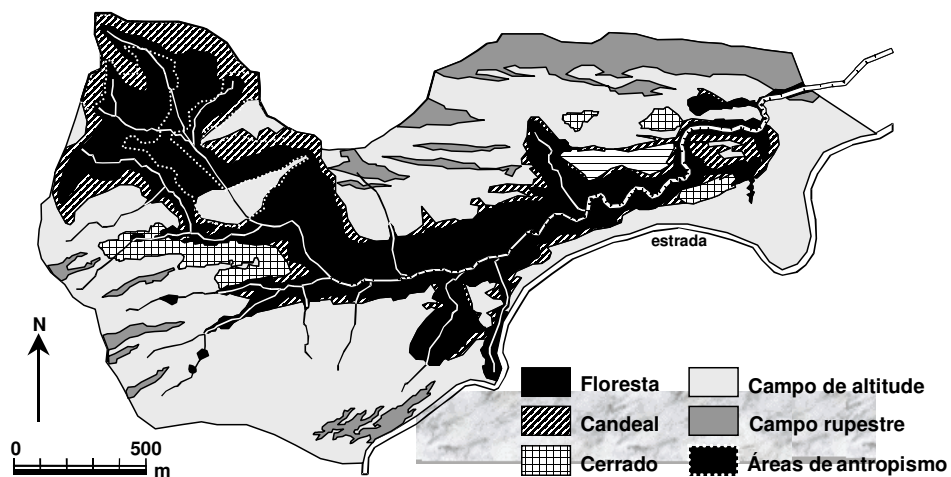 estrada
N
0 500
m
Floresta
Candeal
Cerrado
Campo de altitude
Campo rupestre
Áreas de antropismo